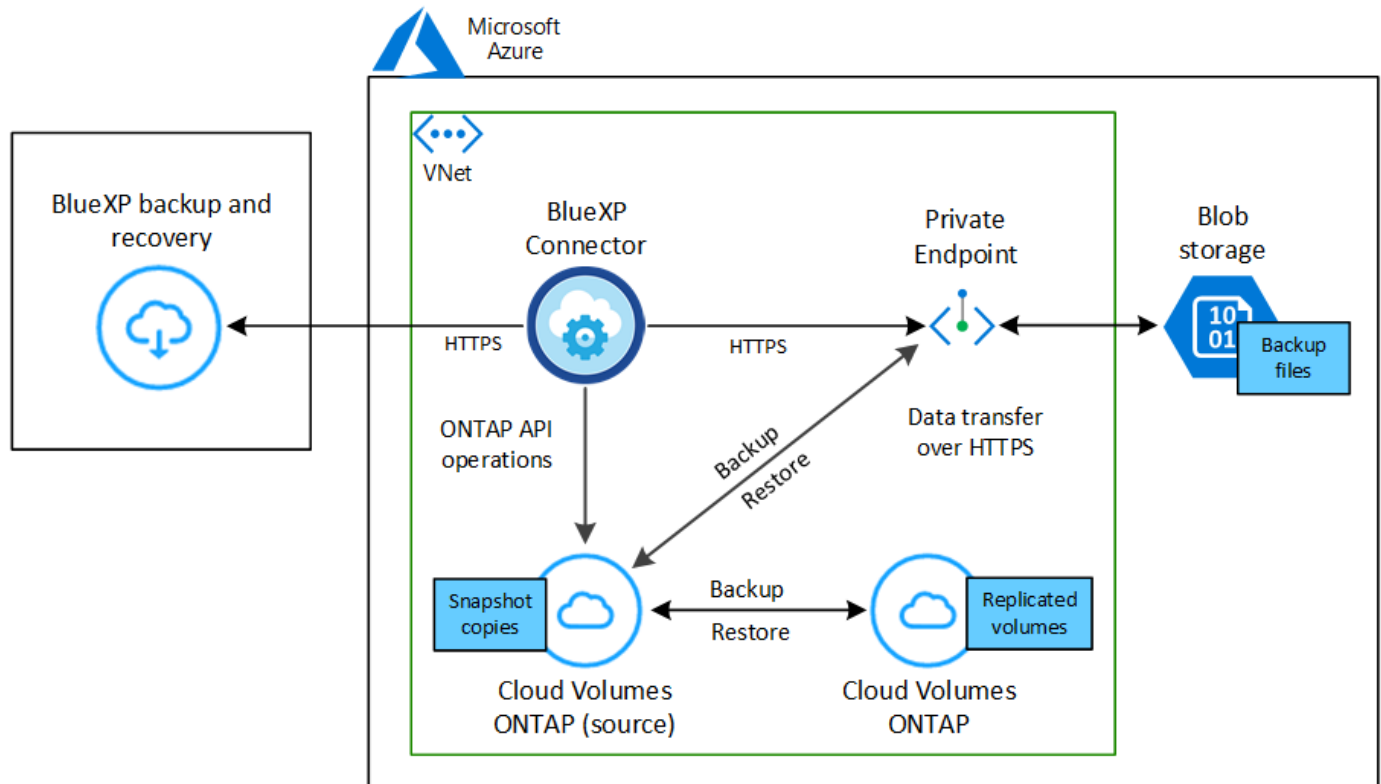 Microsoft
Azure
VNet
BlueXP backup and
recovery
BlueXP
Connector
Private
Endpoint
Blob
storage
10
01
Backup
files
HTTPS
HTTPS
ONTAP API
operations
Backup
Restore
Data transfer
over HTTPS
Snapshot
copies
Backup
Restore
Replicated
volumes
Cloud Volumes
ONTAP (source)
Cloud Volumes
ONTAP